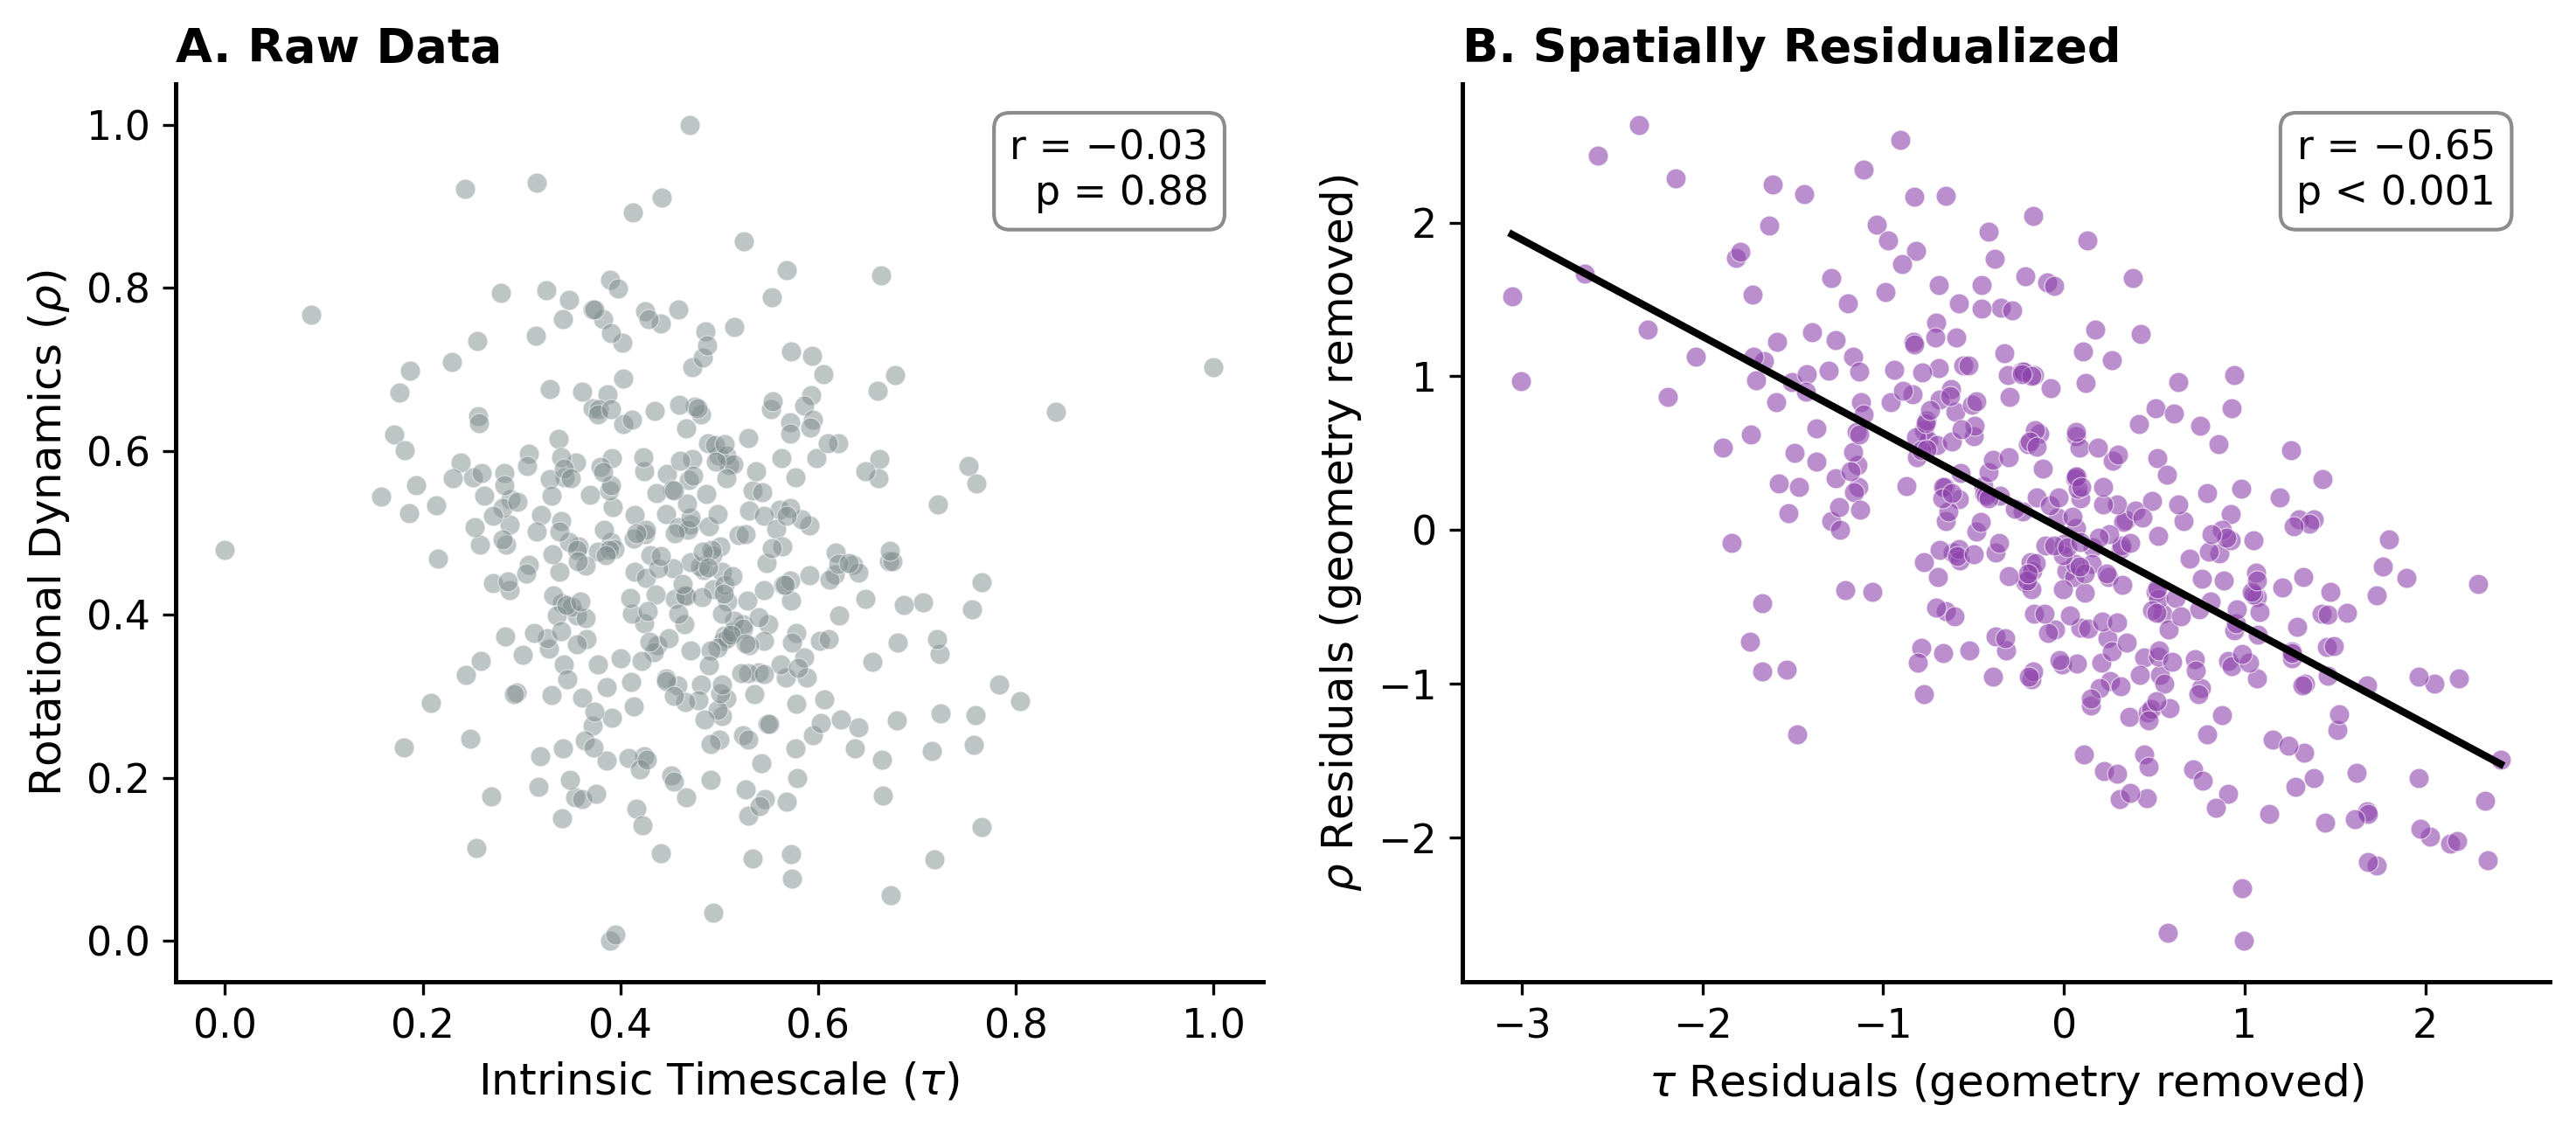 A. Raw Data
r = −0.03
p = 0.88
Rotational Dynamics (ρ)
1.0
0.8
0.6
0.4
0.2
0.0
0.0 0.2 0.4 0.6 0.8 1.0
Intrinsic Timescale (τ)
B. Spatially Residualized
r = −0.65
p < 0.001
ρ Residuals (geometry removed)
2
1
0
−1
−2
−3 −2 −1 0 1 2
τ Residuals (geometry removed)